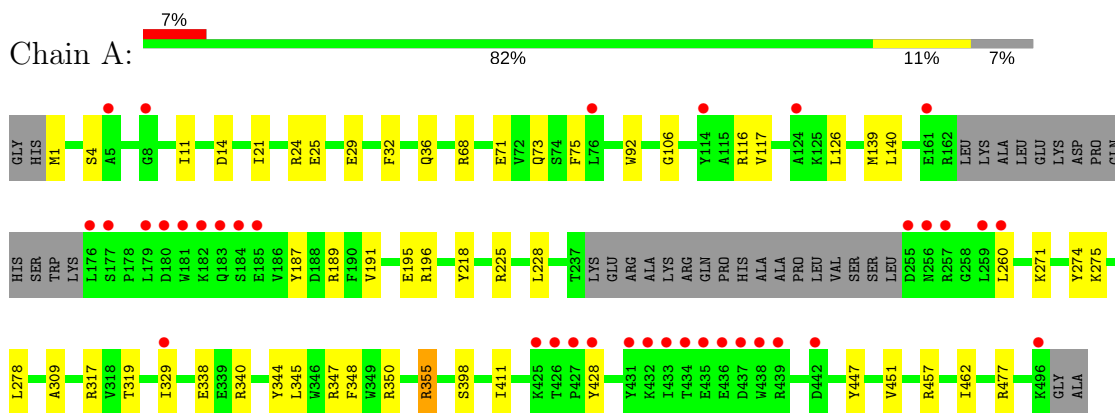 7%
Chain A:
82% 11% 7%
GLY HIS M1 S4 A5 G8 I11 D14 I21 R24 E25 E29 F32 Q36 R68 E71 V72 Q73 S74 F75 L76 W92 G106 Y114 A115 R116 V117 A124 K125 L126 M139 L140 E161 R162 LEU LYS ALA LEU GLU LYS ASP PRO GLN
HIS SER TRP LYS L176 S177 P178 L179 D180 W181 K182 Q183 S184 E185 V186 Y187 D188 R189 F190 V191 E195 R196 Y218 R225 L228 T237 LYS GLU ARG ALA LYS ARG GLN PRO HIS ALA ALA PRO LEU VAL SER SER LEU D255 N256 R257 G258 L259 L260 K271 Y274 K275
L278 A309 R317 V318 T319 I329 E338 E339 R340 Y344 L345 W346 R347 F348 W349 R350 R355 S398 I411 K425 T426 P427 Y428 Y431 K432 I433 T434 E435 E436 D437 W438 R439 D442 Y447 V451 R457 I462 R477 K496 GLY ALA